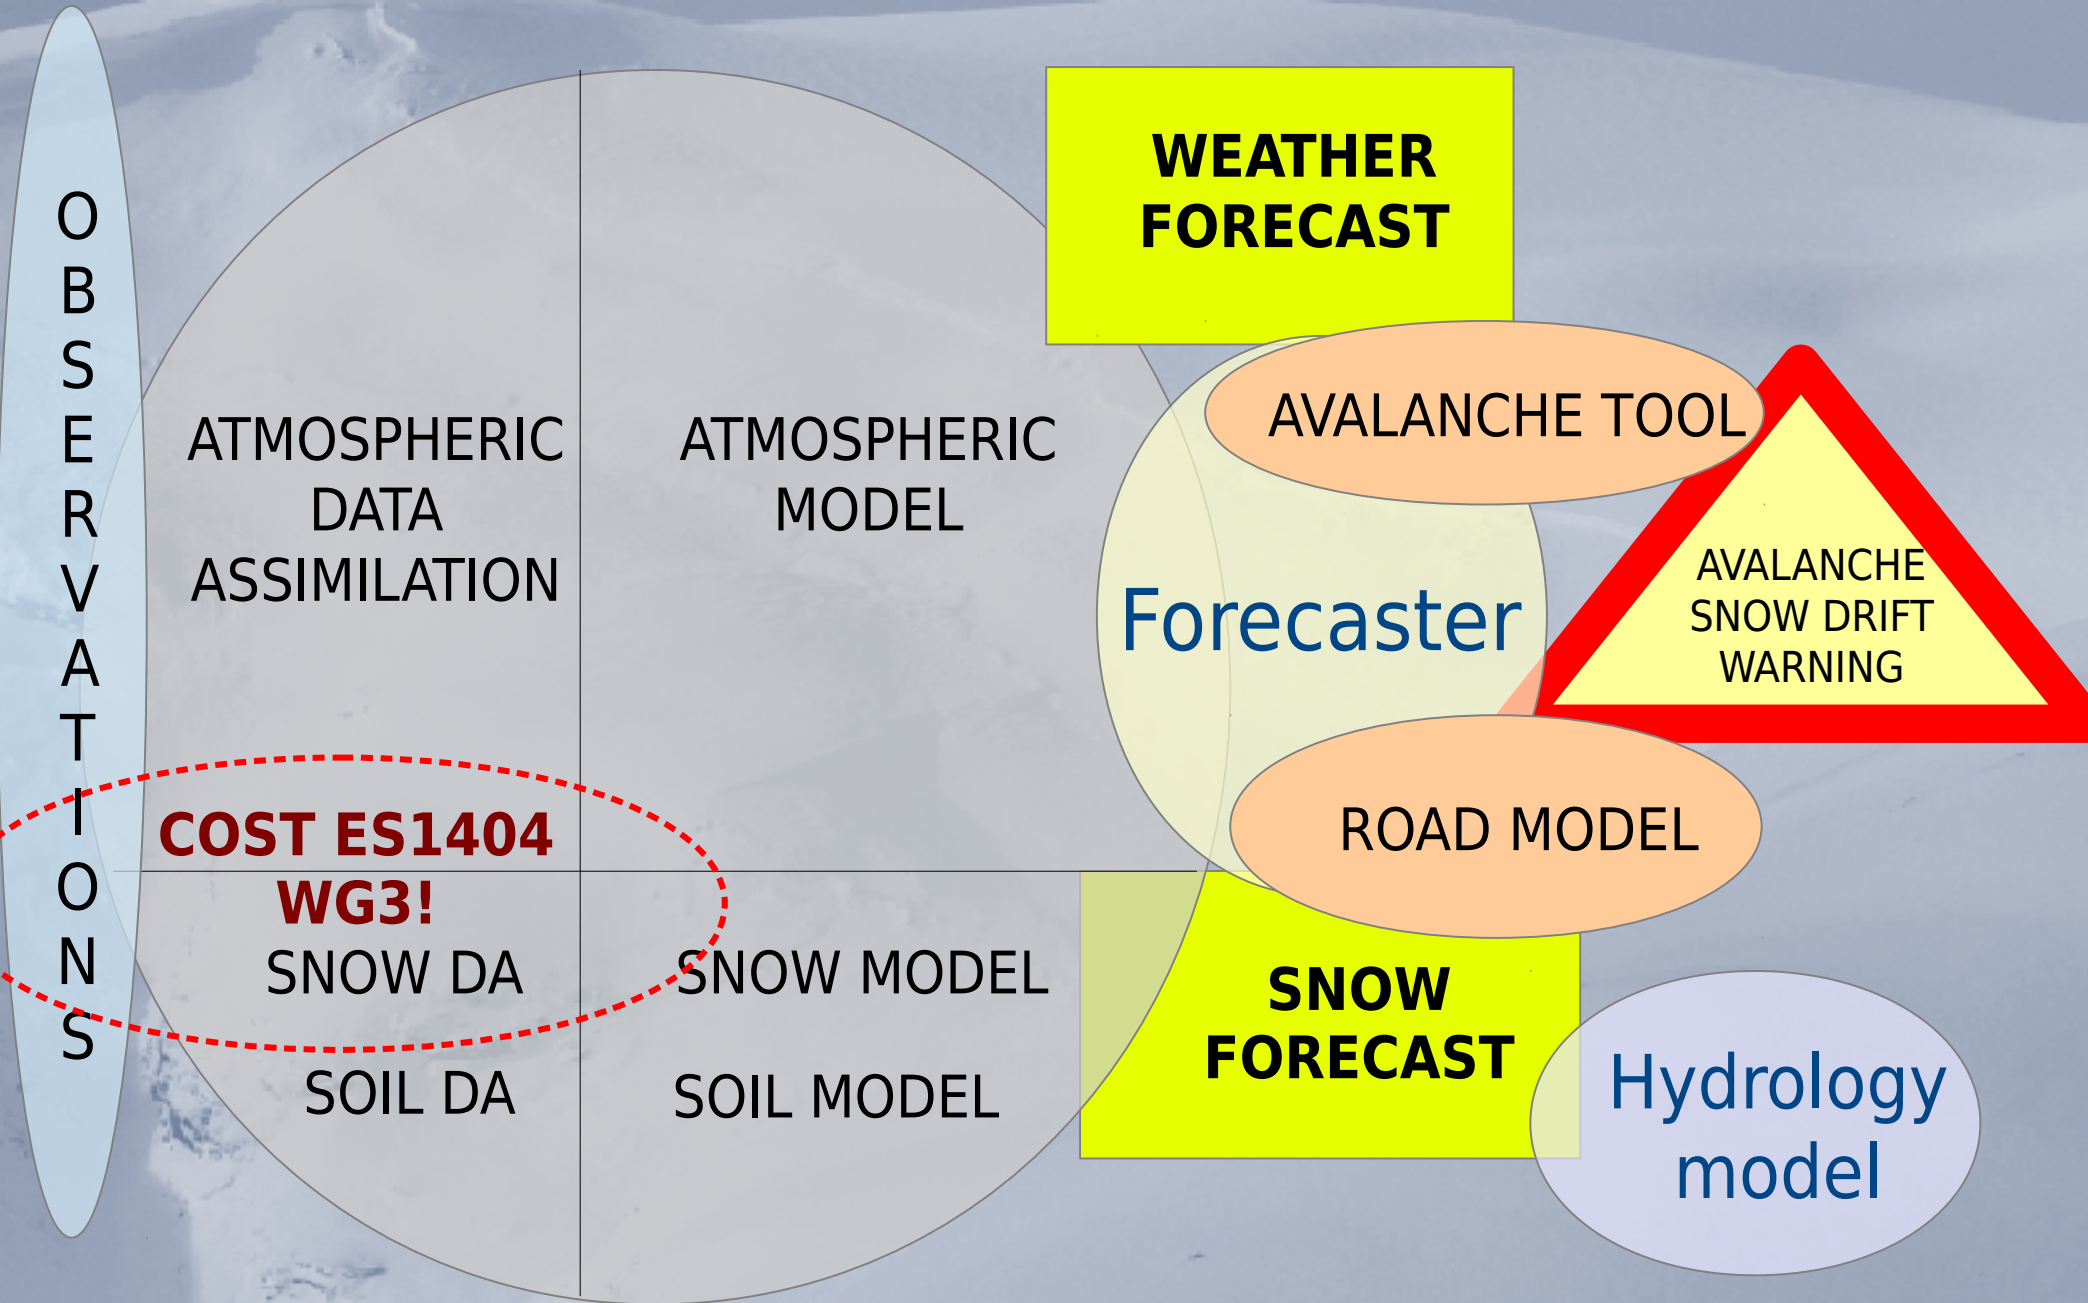 OBSERVATIONS
ATMOSPHERIC
DATA
ASSIMILATION
ATMOSPHERIC
MODEL
COST ES1404
WG3!
SNOW DA
SOIL DA
SNOW MODEL
SOIL MODEL
WEATHER
FORECAST
AVALANCHE TOOL
Forecaster
AVALANCHE
SNOW DRIFT
WARNING
ROAD MODEL
SNOW
FORECAST
Hydrology
model